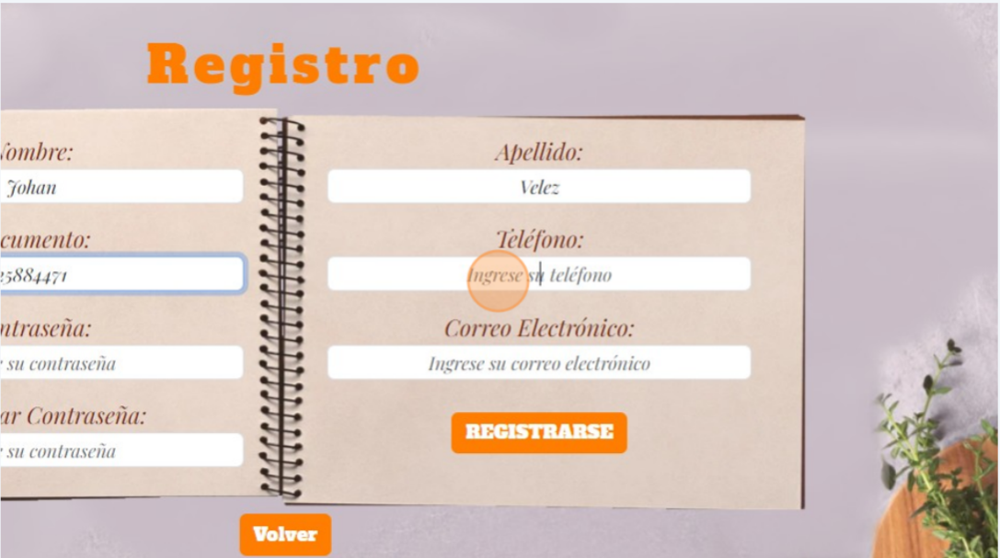 Registro
Nombre:
Johan
cumento:
25884471
ntraseña:
su contraseña
ar Contraseña:
su contraseña
Apellido:
Velez
Teléfono:
Ingrese su teléfono
Correo Electrónico:
Ingrese su correo electrónico
REGISTRARSE
Volver